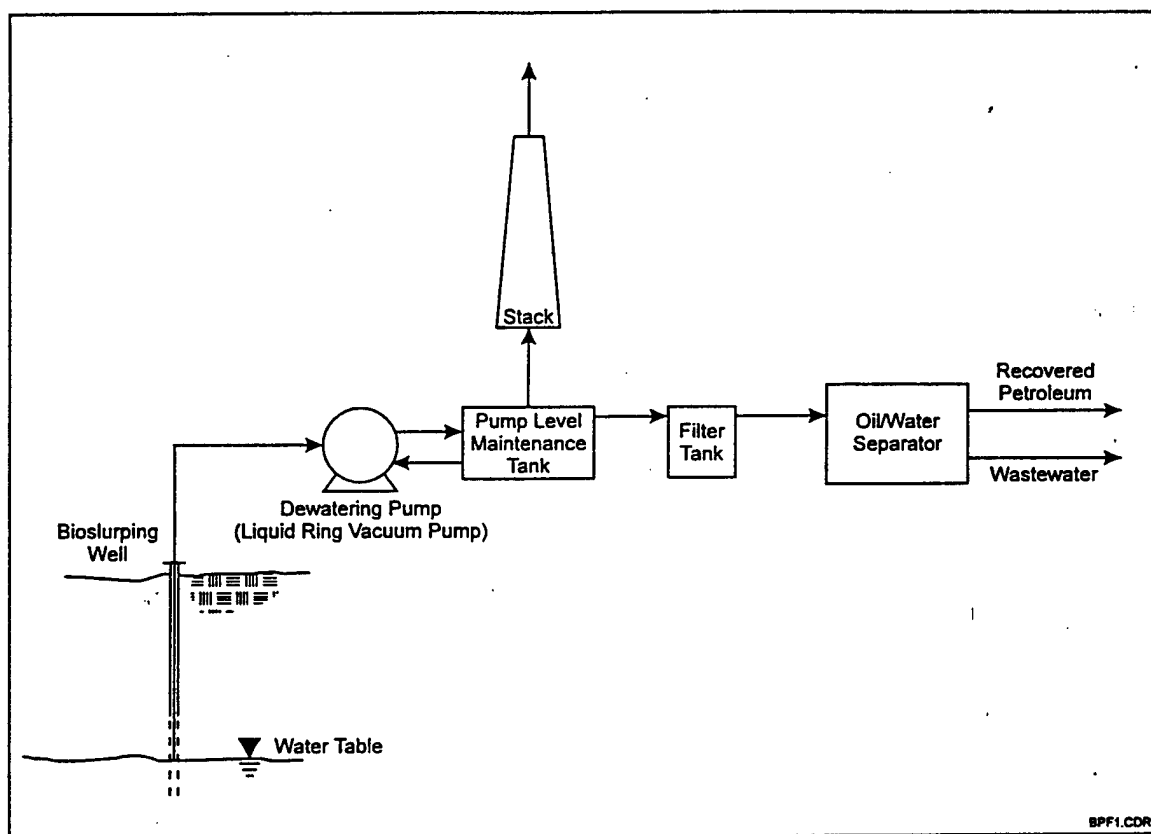 Stack
Recovered
Petroleum
Pump Level
Maintenance
Tank
Filter
Tank
Oil/Water
Separator
Wastewater
Dewatering Pump
(Liquid Ring Vacuum Pump)
Bioslurping
Well
Water Table
BPF1.CDR